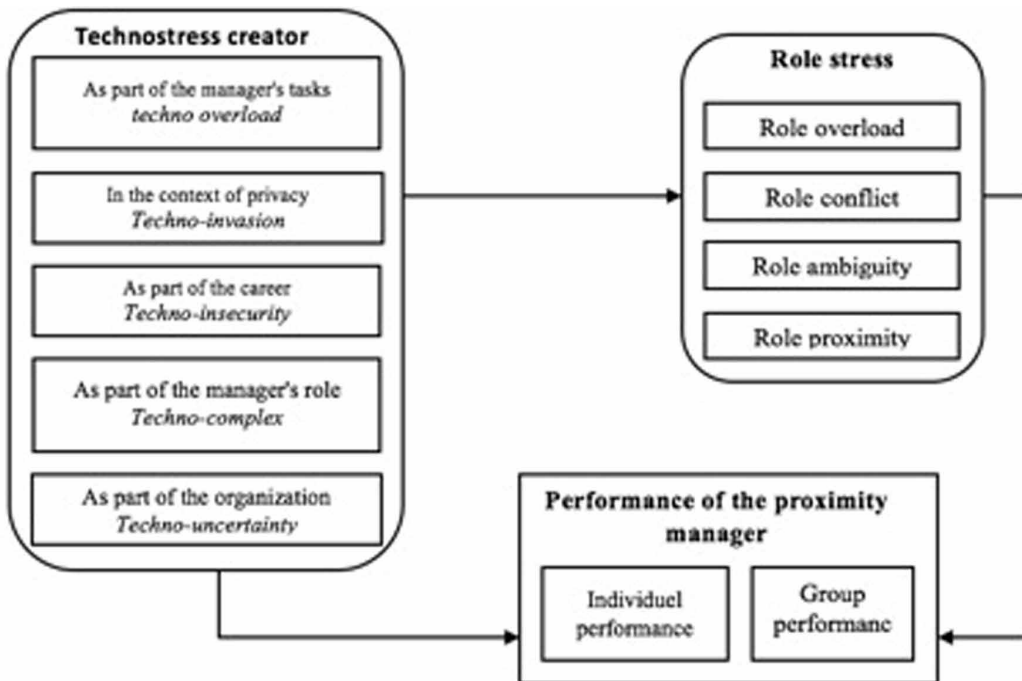 Technostress creator
As part of the manager's tasks
techno overload
In the context of privacy
Techno-invasion
As part of the career
Techno-insecurity
As part of the manager's role
Techno-complex
As part of the organization
Techno-uncertainty
Role stress
Role overload
Role conflict
Role ambiguity
Role proximity
Performance of the proximity
manager
Individuel
performance
Group
performanc